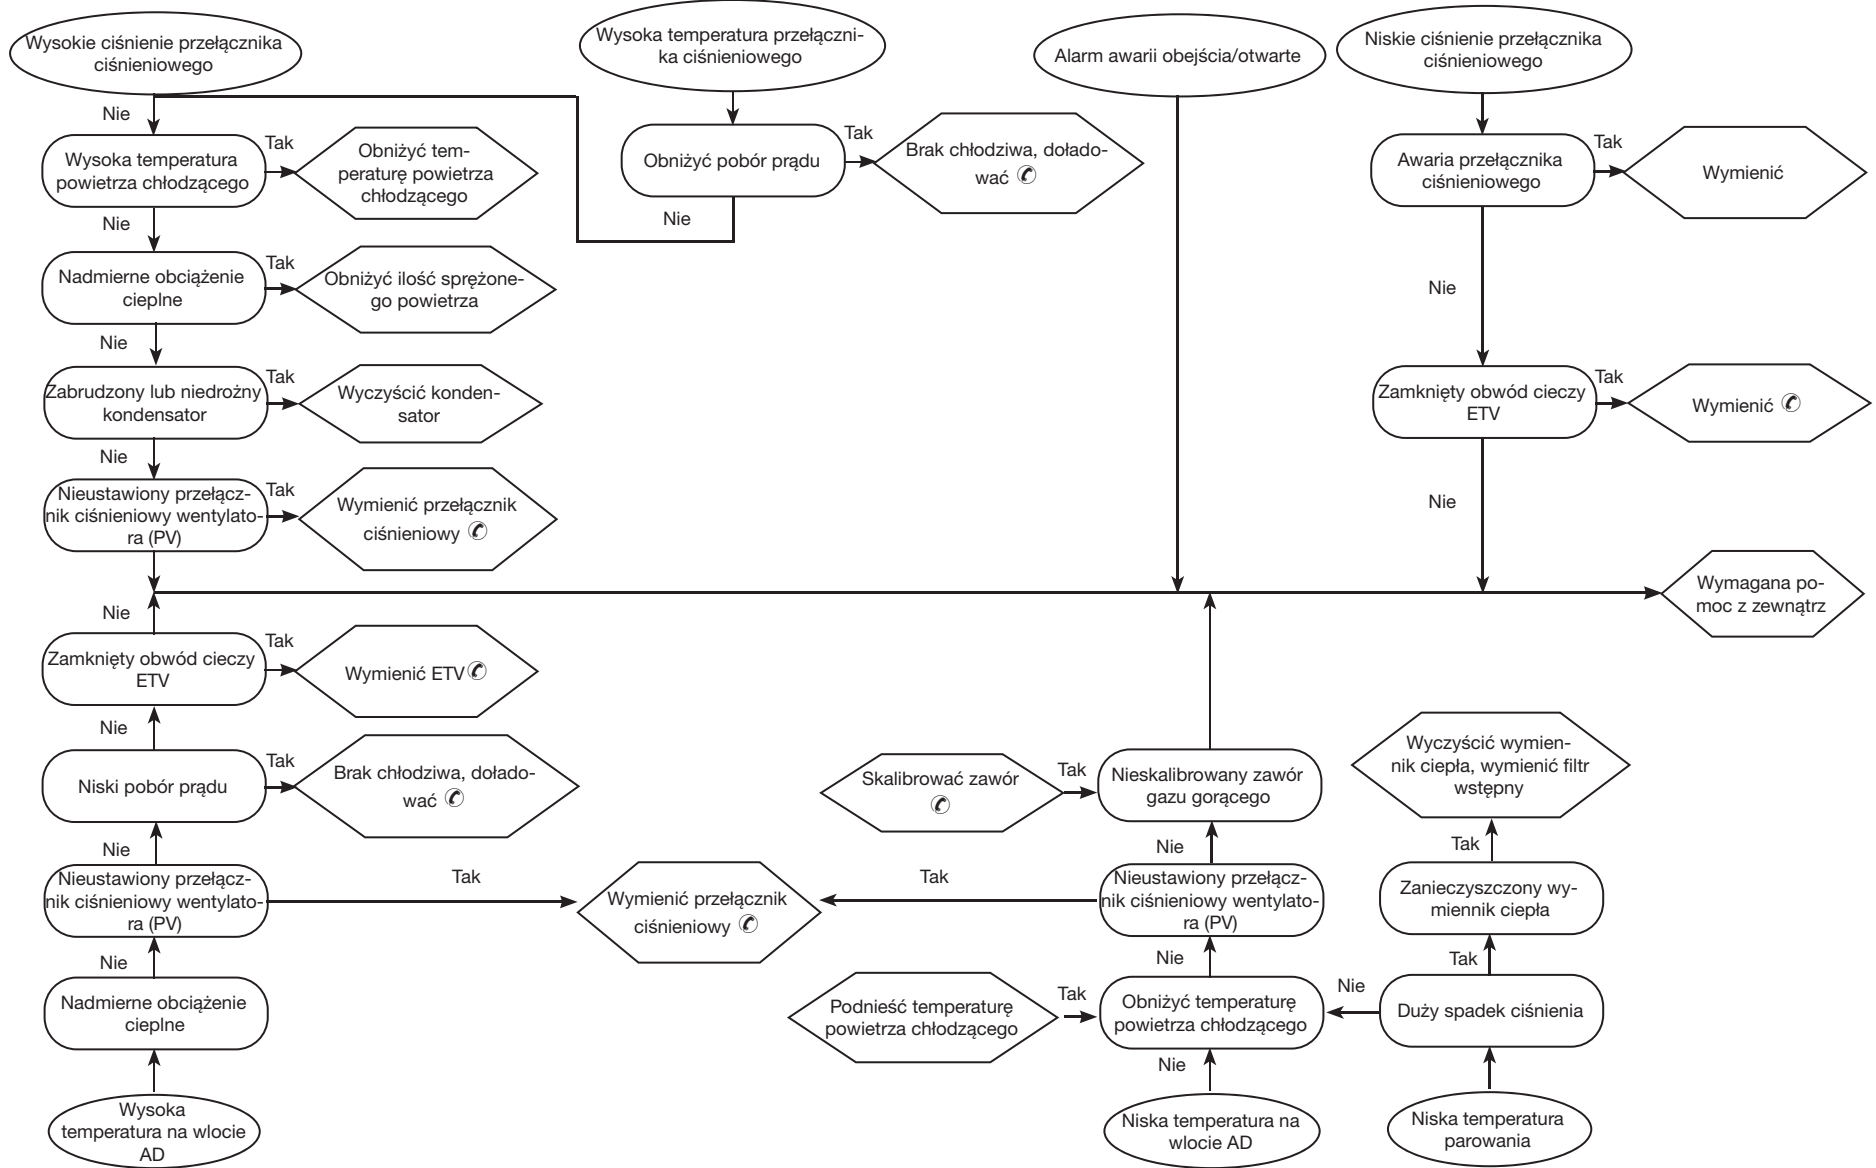 Wysokie ciśnienie przełącznika
ciśnieniowego
Wysoka temperatura przełączni-
ka ciśnieniowego
Alarm awarii obejścia/otwarte
Niskie ciśnienie przełącznika
ciśnieniowego
Nie
Wysoka temperatura
powietrza chłodzącego
Tak
Obniżyć tem-
peraturę powietrza
chłodzącego
Obniżyć pobór prądu
Tak
Brak chłodziwa, dołado-
wać ✆
Nie
Awaria przełącznika
ciśnieniowego
Tak
Wymienić
Nie
Nadmierne obciążenie
cieplne
Tak
Obniżyć ilość sprężone-
go powietrza
Nie
Nie
Zabrudzony lub niedrożny
kondensator
Tak
Wyczyścić konden-
sator
Zamknięty obwód cieczy
ETV
Tak
Wymienić ✆
Nie
Nieustawiony przełącz-
nik ciśnieniowy wentylato-
ra (PV)
Tak
Wymienić przełącznik
ciśnieniowy ✆
Nie
Wymagana po-
moc z zewnątrz
Nie
Zamknięty obwód cieczy
ETV
Tak
Wymienić ETV ✆
Nie
Niski pobór prądu
Tak
Brak chłodziwa, dołado-
wać ✆
Skalibrować zawór
✆
Tak
Nieskalibrowany zawór
gazu gorącego
Wyczyścić wymien-
nik ciepła, wymienić filtr
wstępny
Nie
Nieustawiony przełącz-
nik ciśnieniowy wentylato-
ra (PV)
Tak
Wymienić przełącznik
ciśnieniowy ✆
Tak
Nie
Nieustawiony przełącz-
nik ciśnieniowy wentylato-
ra (PV)
Tak
Zanieczyszczony wy-
miennik ciepła
Nie
Nadmierne obciążenie
cieplne
Podnieść temperaturę
powietrza chłodzącego
Tak
Nie
Obniżyć temperaturę
powietrza chłodzącego
Nie
Tak
Duży spadek ciśnienia
Nie
Wysoka
temperatura na wlocie
AD
Niska temperatura na
wlocie AD
Niska temperatura
parowania